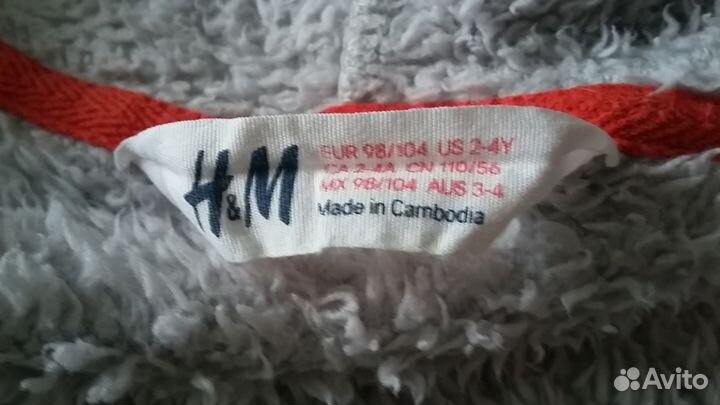 H&M
EUR 98/104 US 2-4Y
CA 2-4A CN 110/56
MX 98/104 AUS 3-4
Made in Cambodia
Avito